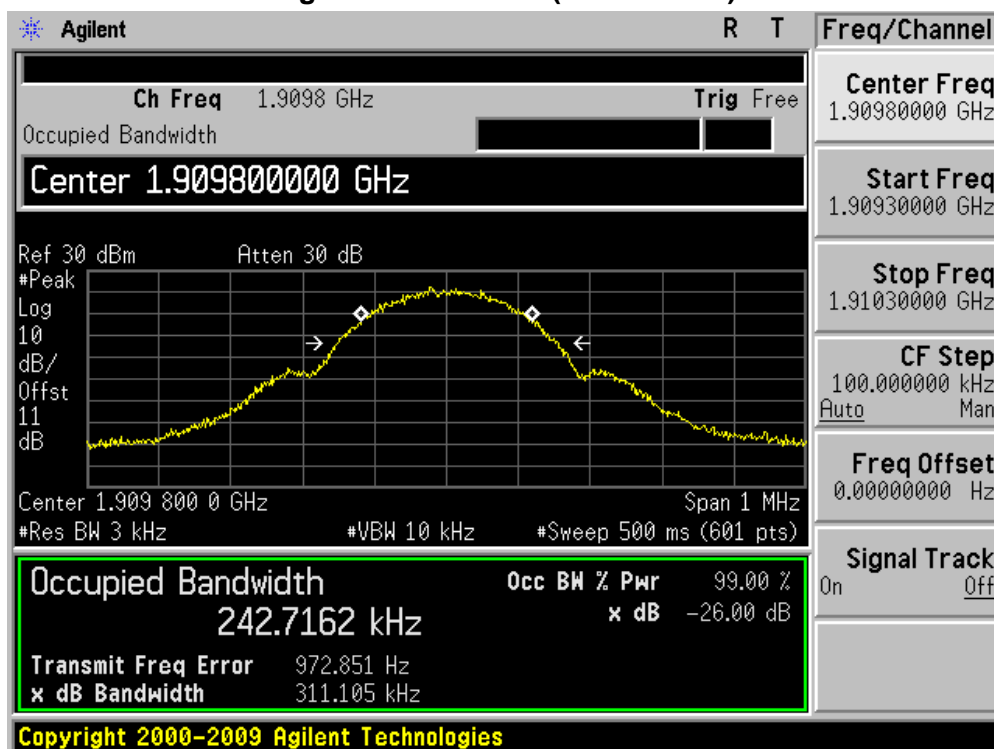 Agilent R T
Ch Freq 1.9098 GHz Trig Free
Occupied Bandwidth
Center 1.909800000 GHz
Ref 30 dBm Atten 30 dB
#Peak
Log
10
dB/
Offst
11
dB
Center 1.909 800 0 GHz Span 1 MHz
#Res BW 3 kHz #VBW 10 kHz #Sweep 500 ms (601 pts)
Occupied Bandwidth Occ BW % Pwr 99.00 %
242.7162 kHz x dB -26.00 dB
Transmit Freq Error 972.851 Hz
x dB Bandwidth 311.105 kHz
Copyright 2000-2009 Agilent Technologies
Freq/Channel
Center Freq
1.90980000 GHz
Start Freq
1.90930000 GHz
Stop Freq
1.91030000 GHz
CF Step
100.000000 kHz
Auto Man
Freq Offset
0.00000000 Hz
Signal Track
On Off